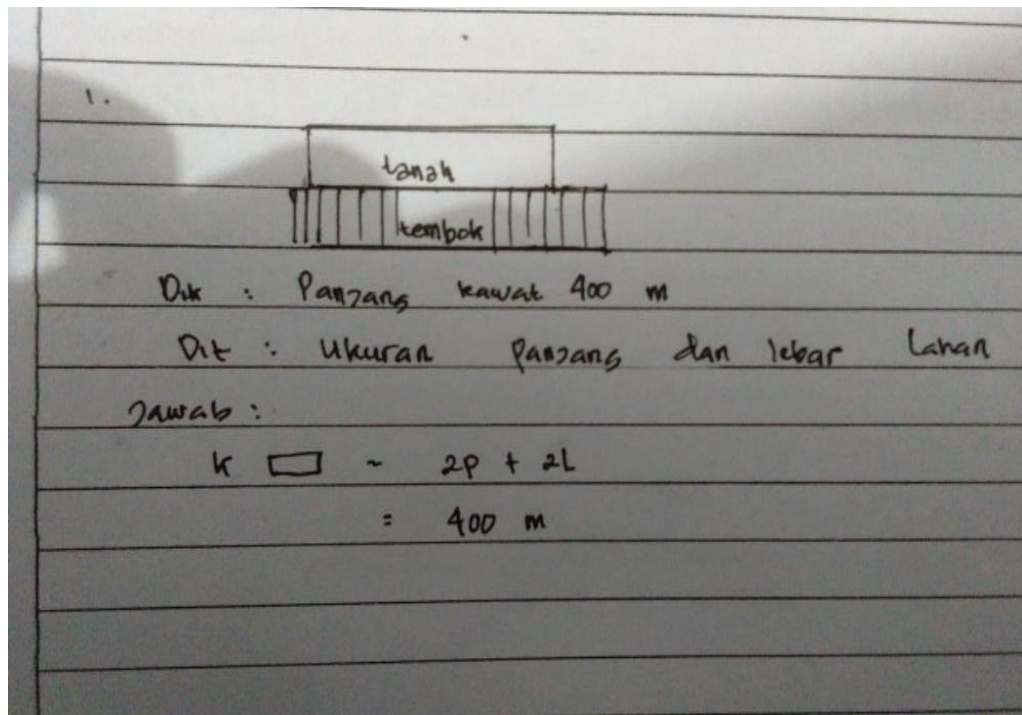 1.
tanah
tembok
Dik : Panjang kawat 400 m
Dit : Ukuran panjang dan lebar Lahan
Jawab :
K ▭ ~ 2p + 2L
= 400 m